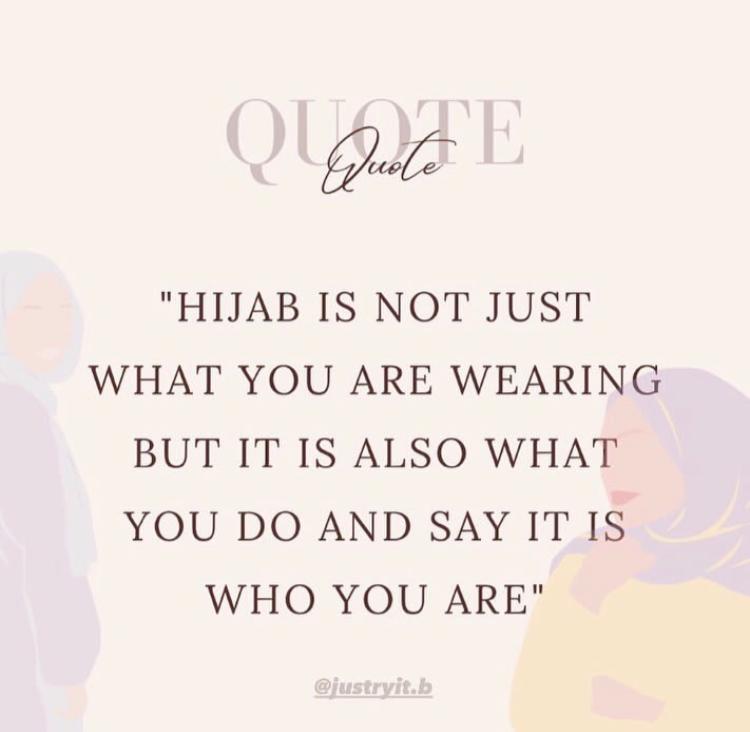 QUOTE
Quote
"HIJAB IS NOT JUST
WHAT YOU ARE WEARING
BUT IT IS ALSO WHAT
YOU DO AND SAY IT IS
WHO YOU ARE"
@justryit.b